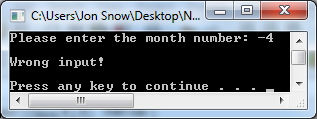 C:\Users\Jon Snow\Desktop\N...
Please enter the month number: -4
Wrong input!
Press any key to continue . . . _